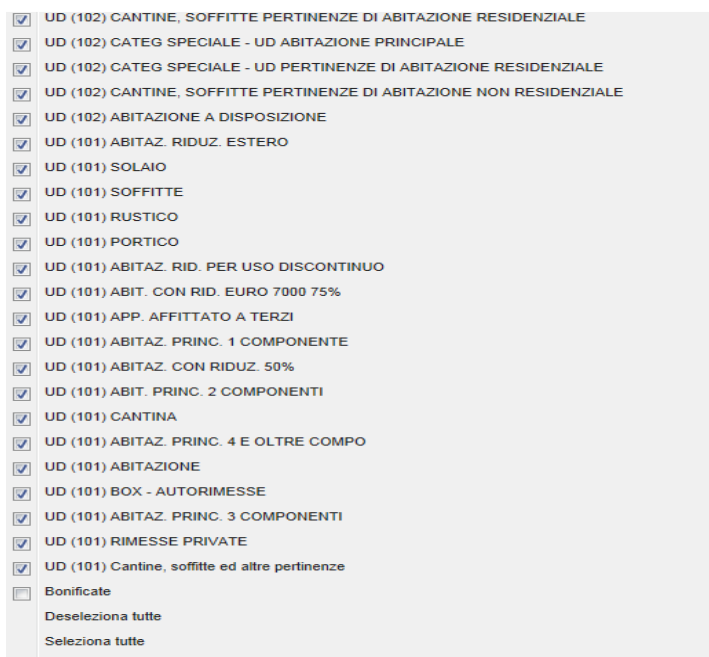 UD (102) CANTINE, SOFFITTE PERTINENZE DI ABITAZIONE RESIDENZIALE
UD (102) CATEG SPECIALE - UD ABITAZIONE PRINCIPALE
UD (102) CATEG SPECIALE - UD PERTINENZE DI ABITAZIONE RESIDENZIALE
UD (102) CANTINE, SOFFITTE PERTINENZE DI ABITAZIONE NON RESIDENZIALE
UD (102) ABITAZIONE A DISPOSIZIONE
UD (101) ABITAZ. RIDUZ. ESTERO
UD (101) SOLAIO
UD (101) SOFFITTE
UD (101) RUSTICO
UD (101) PORTICO
UD (101) ABITAZ. RID. PER USO DISCONTINUO
UD (101) ABIT. CON RID. EURO 7000 75%
UD (101) APP. AFFITTATO A TERZI
UD (101) ABITAZ. PRINC. 1 COMPONENTE
UD (101) ABITAZ. CON RIDUZ. 50%
UD (101) ABIT. PRINC. 2 COMPONENTI
UD (101) CANTINA
UD (101) ABITAZ. PRINC. 4 E OLTRE COMPO
UD (101) ABITAZIONE
UD (101) BOX - AUTORIMESSE
UD (101) ABITAZ. PRINC. 3 COMPONENTI
UD (101) RIMESSE PRIVATE
UD (101) Cantine, soffitte ed altre pertinenze
Bonificate
Deseleziona tutte
Seleziona tutte